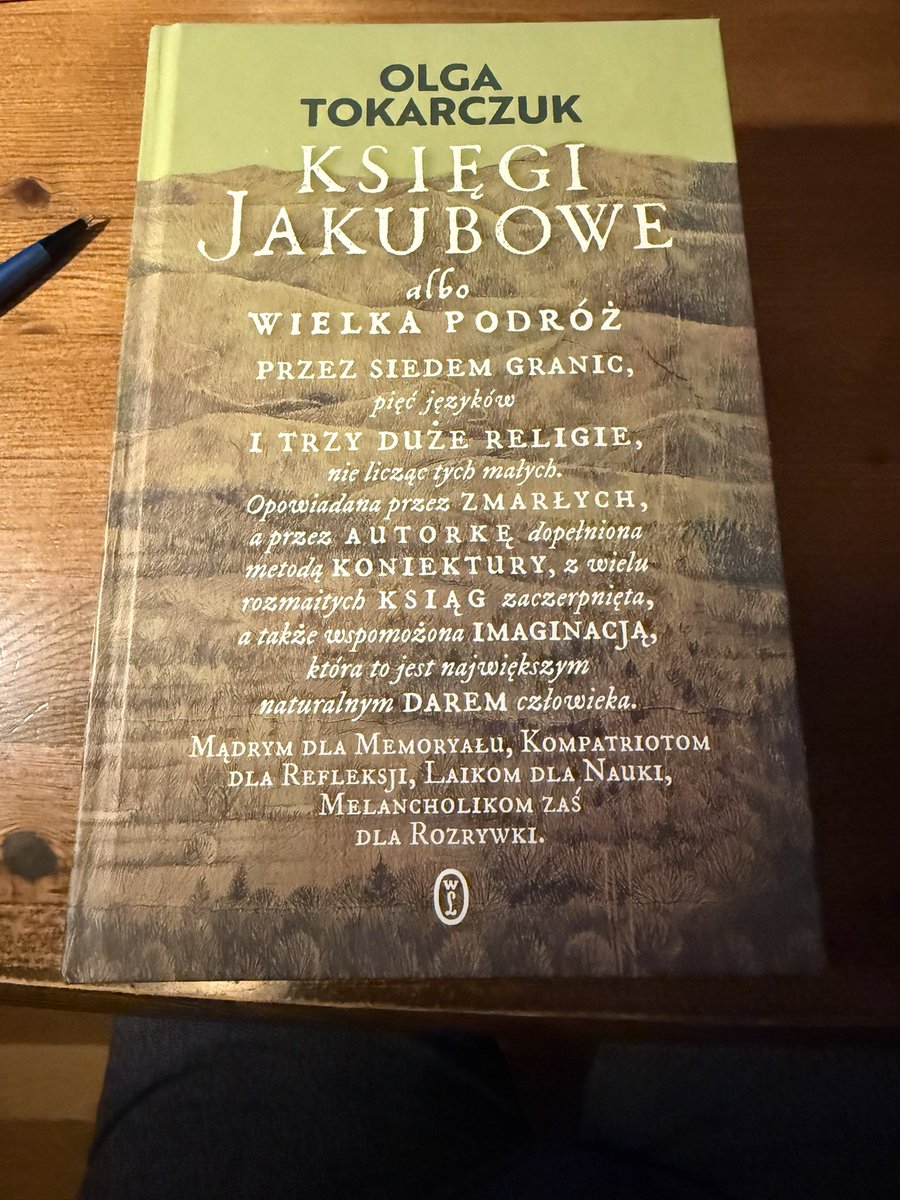 OLGA
TOKARCZUK
KSIĘGI
JAKUBOWE
albo
WIELKA PODRÓŻ
PRZEZ SIEDEM GRANIC,
pięć języków
I TRZY DUŻE RELIGIE,
nie licząc tych małych.
Opowiadana przez ZMARŁYCH,
a przez AUTORKĘ dopełniona
metodą KONIEKTURY, z wielu
rozmaitych KSIĄG zaczerpnięta,
a także wspomożona IMAGINACJĄ,
która to jest największym
naturalnym DAREM człowieka.
MĄDRYM DLA MEMORYAŁU, KOMPATRIOTOM
DLA REFLEKSJI, LAIKOM DLA NAUKI,
MELANCHOLIKOM ZAŚ
DLA ROZRYWKI.
WL